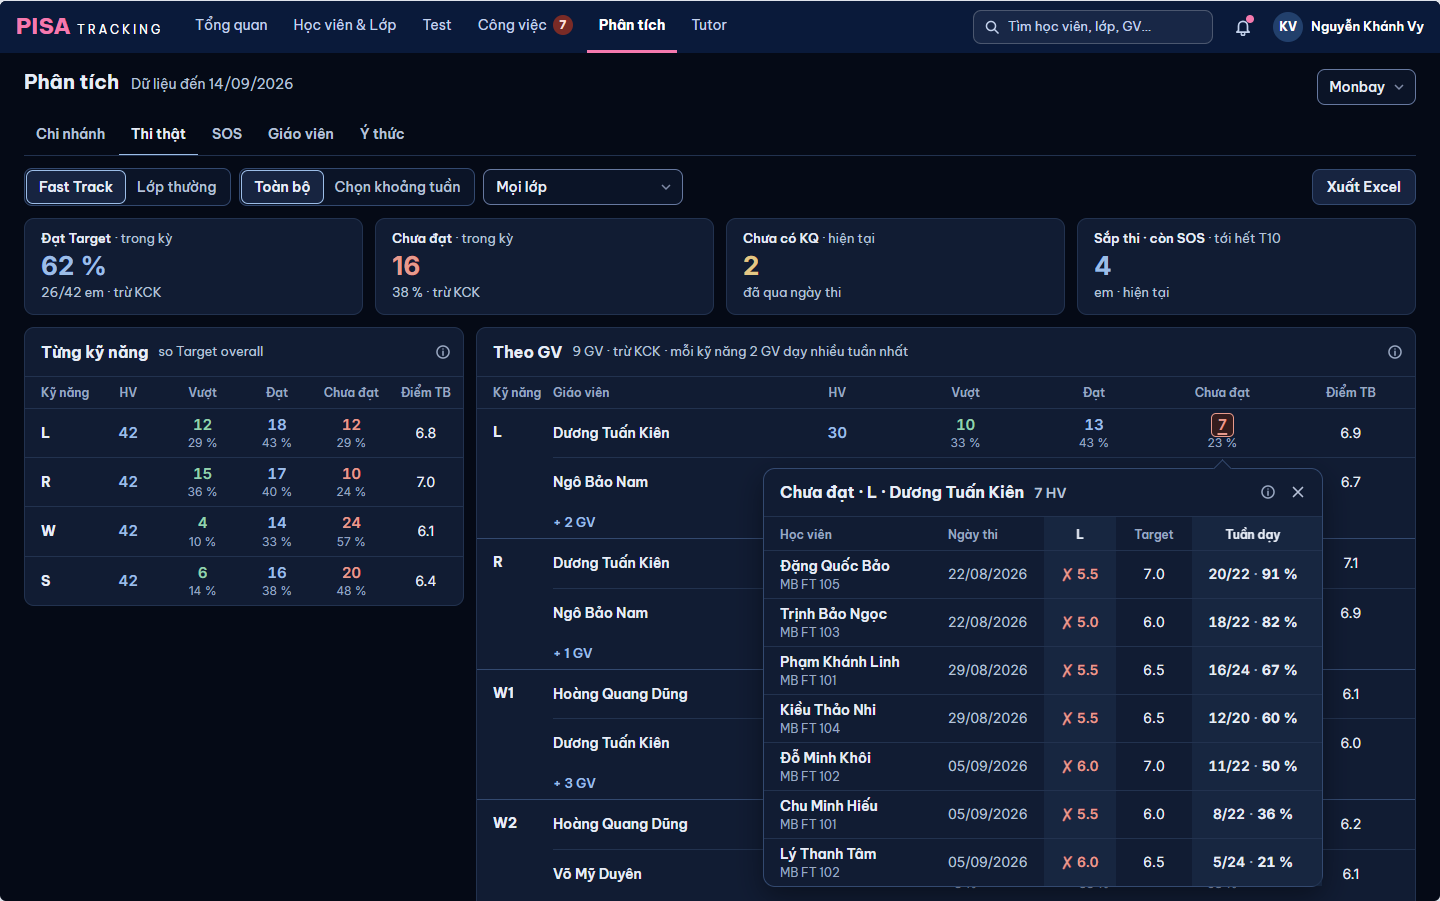 PISA TRACKING
Tổng quan
Học viên & Lớp
Test
Công việc 7
Phân tích
Tutor
Tìm học viên, lớp, GV...
KV Nguyễn Khánh Vy
Phân tích Dữ liệu đến 14/09/2026
Monbay
Chi nhánh Thi thật SOS Giáo viên Ý thức
Fast Track Lớp thường Toàn bộ Chọn khoảng tuần Mọi lớp Xuất Excel
Đạt Target · trong kỳ
62 %
26/42 em · trừ KCK
Chưa đạt · trong kỳ
16
38 % · trừ KCK
Chưa có KQ · hiện tại
2
đã qua ngày thi
Sắp thi · còn SOS · tới hết T10
4
em · hiện tại
Từng kỹ năng so Target overall
Kỹ năng HV Vượt Đạt Chưa đạt Điểm TB
L 42 12 18 12 6.8
29 % 43 % 29 %
R 42 15 17 10 7.0
36 % 40 % 24 %
W 42 4 14 24 6.1
10 % 33 % 57 %
S 42 6 16 20 6.4
14 % 38 % 48 %
Theo GV 9 GV · trừ KCK · mỗi kỹ năng 2 GV dạy nhiều tuần nhất
Kỹ năng Giáo viên HV Vượt Đạt Chưa đạt Điểm TB
L Dương Tuấn Kiên 30 10 13 7 6.9
33 % 43 % 23 %
Ngô Bảo Nam 6.7
+ 2 GV
R Dương Tuấn Kiên 7.1
Ngô Bảo Nam 6.9
+ 1 GV
W1 Hoàng Quang Dũng 6.1
Dương Tuấn Kiên 6.0
+ 3 GV
W2 Hoàng Quang Dũng 6.2
Võ Mỹ Duyên 6.1
Chưa đạt · L · Dương Tuấn Kiên 7 HV
Học viên Ngày thi L Target Tuần dạy
Đặng Quốc Bảo 22/08/2026 ✗ 5.5 7.0 20/22 · 91 %
MB FT 105
Trịnh Bảo Ngọc 22/08/2026 ✗ 5.0 6.0 18/22 · 82 %
MB FT 103
Phạm Khánh Linh 29/08/2026 ✗ 5.5 6.5 16/24 · 67 %
MB FT 101
Kiều Thảo Nhi 29/08/2026 ✗ 5.5 6.5 12/20 · 60 %
MB FT 104
Đỗ Minh Khôi 05/09/2026 ✗ 6.0 7.0 11/22 · 50 %
MB FT 102
Chu Minh Hiếu 05/09/2026 ✗ 5.5 6.0 8/22 · 36 %
MB FT 101
Lý Thanh Tâm 05/09/2026 ✗ 6.0 6.5 5/24 · 21 %
MB FT 102